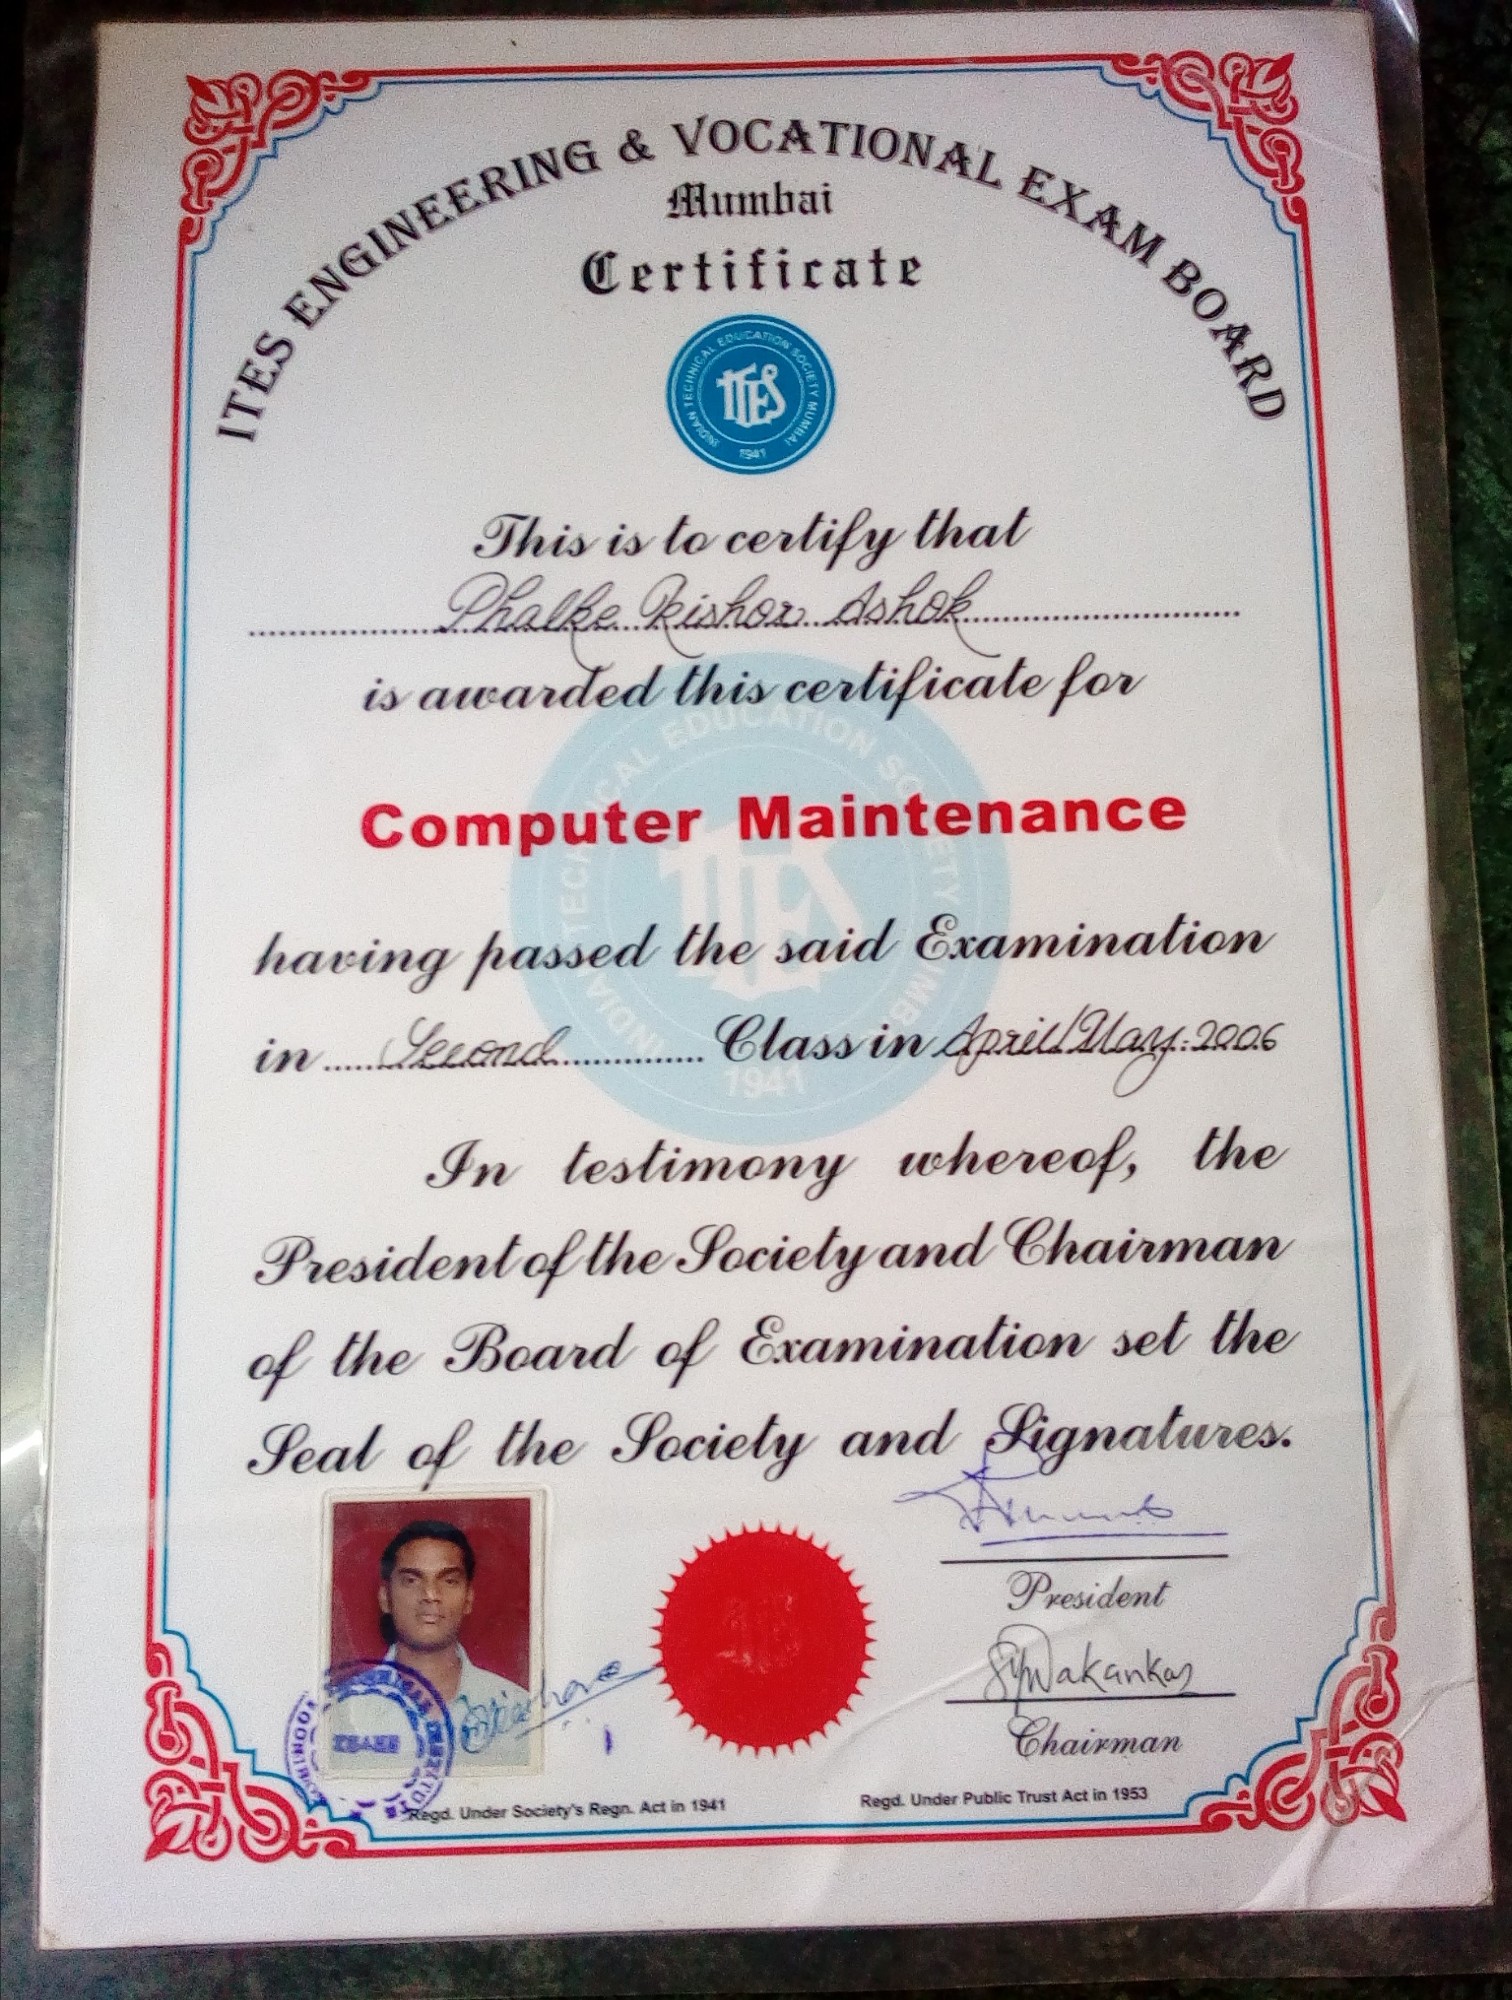 ITES ENGINEERING & VOCATIONAL EXAM BOARD
Mumbai
Certificate
INDIAN TECHNICAL EDUCATION SOCIETY MUMBAI
ITES
1941
This is to certify that
Phalke Kishor Ashok
is awarded this certificate for
Computer Maintenance
having passed the said Examination
in Second Class in April/May-2006
In testimony whereof, the
President of the Society and Chairman
of the Board of Examination set the
Seal of the Society and Signatures.
President
Wakankar
Chairman
Regd. Under Society's Regn. Act in 1941
Regd. Under Public Trust Act in 1953